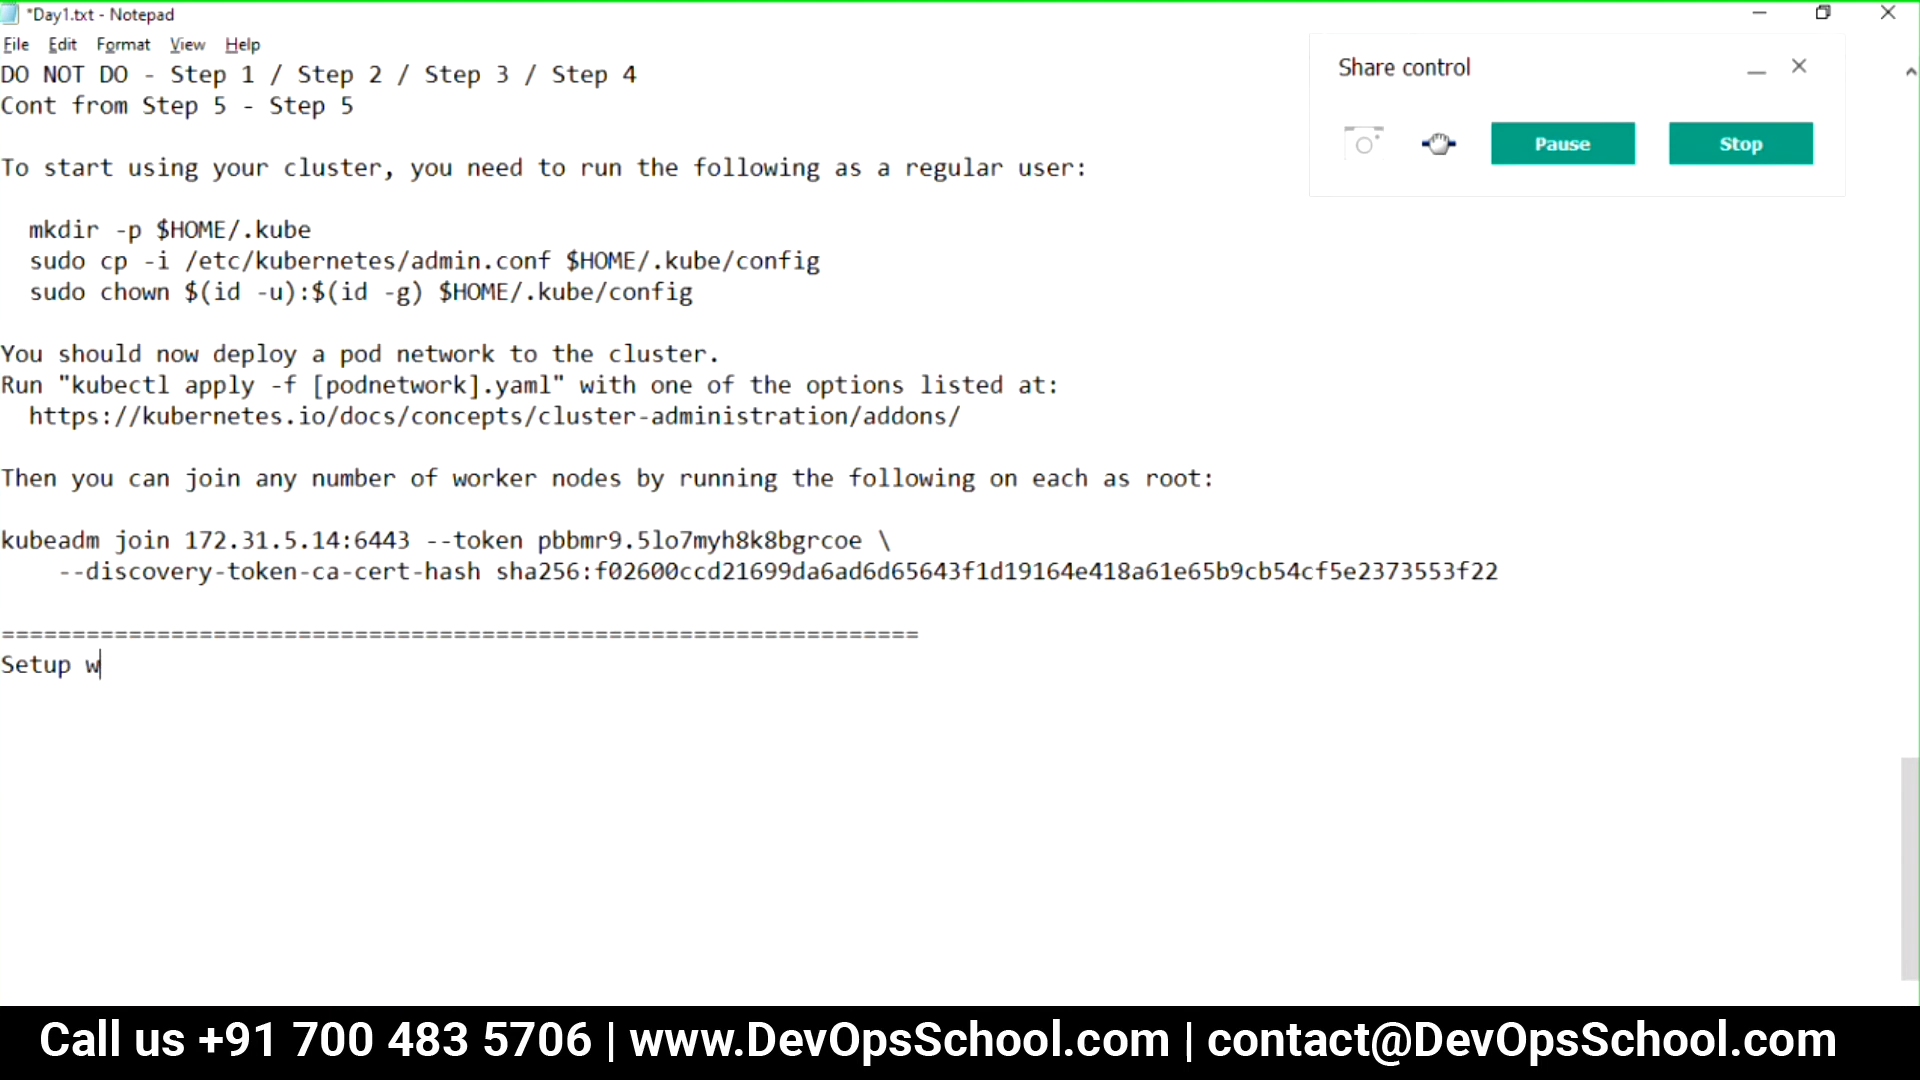 *Day1.txt - Notepad
File Edit Format View Help
DO NOT DO - Step 1 / Step 2 / Step 3 / Step 4
Cont from Step 5 - Step 5
Share control
Pause Stop
To start using your cluster, you need to run the following as a regular user:
mkdir -p $HOME/.kube
sudo cp -i /etc/kubernetes/admin.conf $HOME/.kube/config
sudo chown $(id -u):$(id -g) $HOME/.kube/config
You should now deploy a pod network to the cluster.
Run "kubectl apply -f [podnetwork].yaml" with one of the options listed at:
https://kubernetes.io/docs/concepts/cluster-administration/addons/
Then you can join any number of worker nodes by running the following on each as root:
kubeadm join 172.31.5.14:6443 --token pbbmr9.5lo7myh8k8bgrcoe \
--discovery-token-ca-cert-hash sha256:f02600ccd21699da6ad6d65643f1d19164e418a61e65b9cb54cf5e2373553f22
=================================================================
Setup w
Call us +91 700 483 5706 | www.DevOpsSchool.com | contact@DevOpsSchool.com